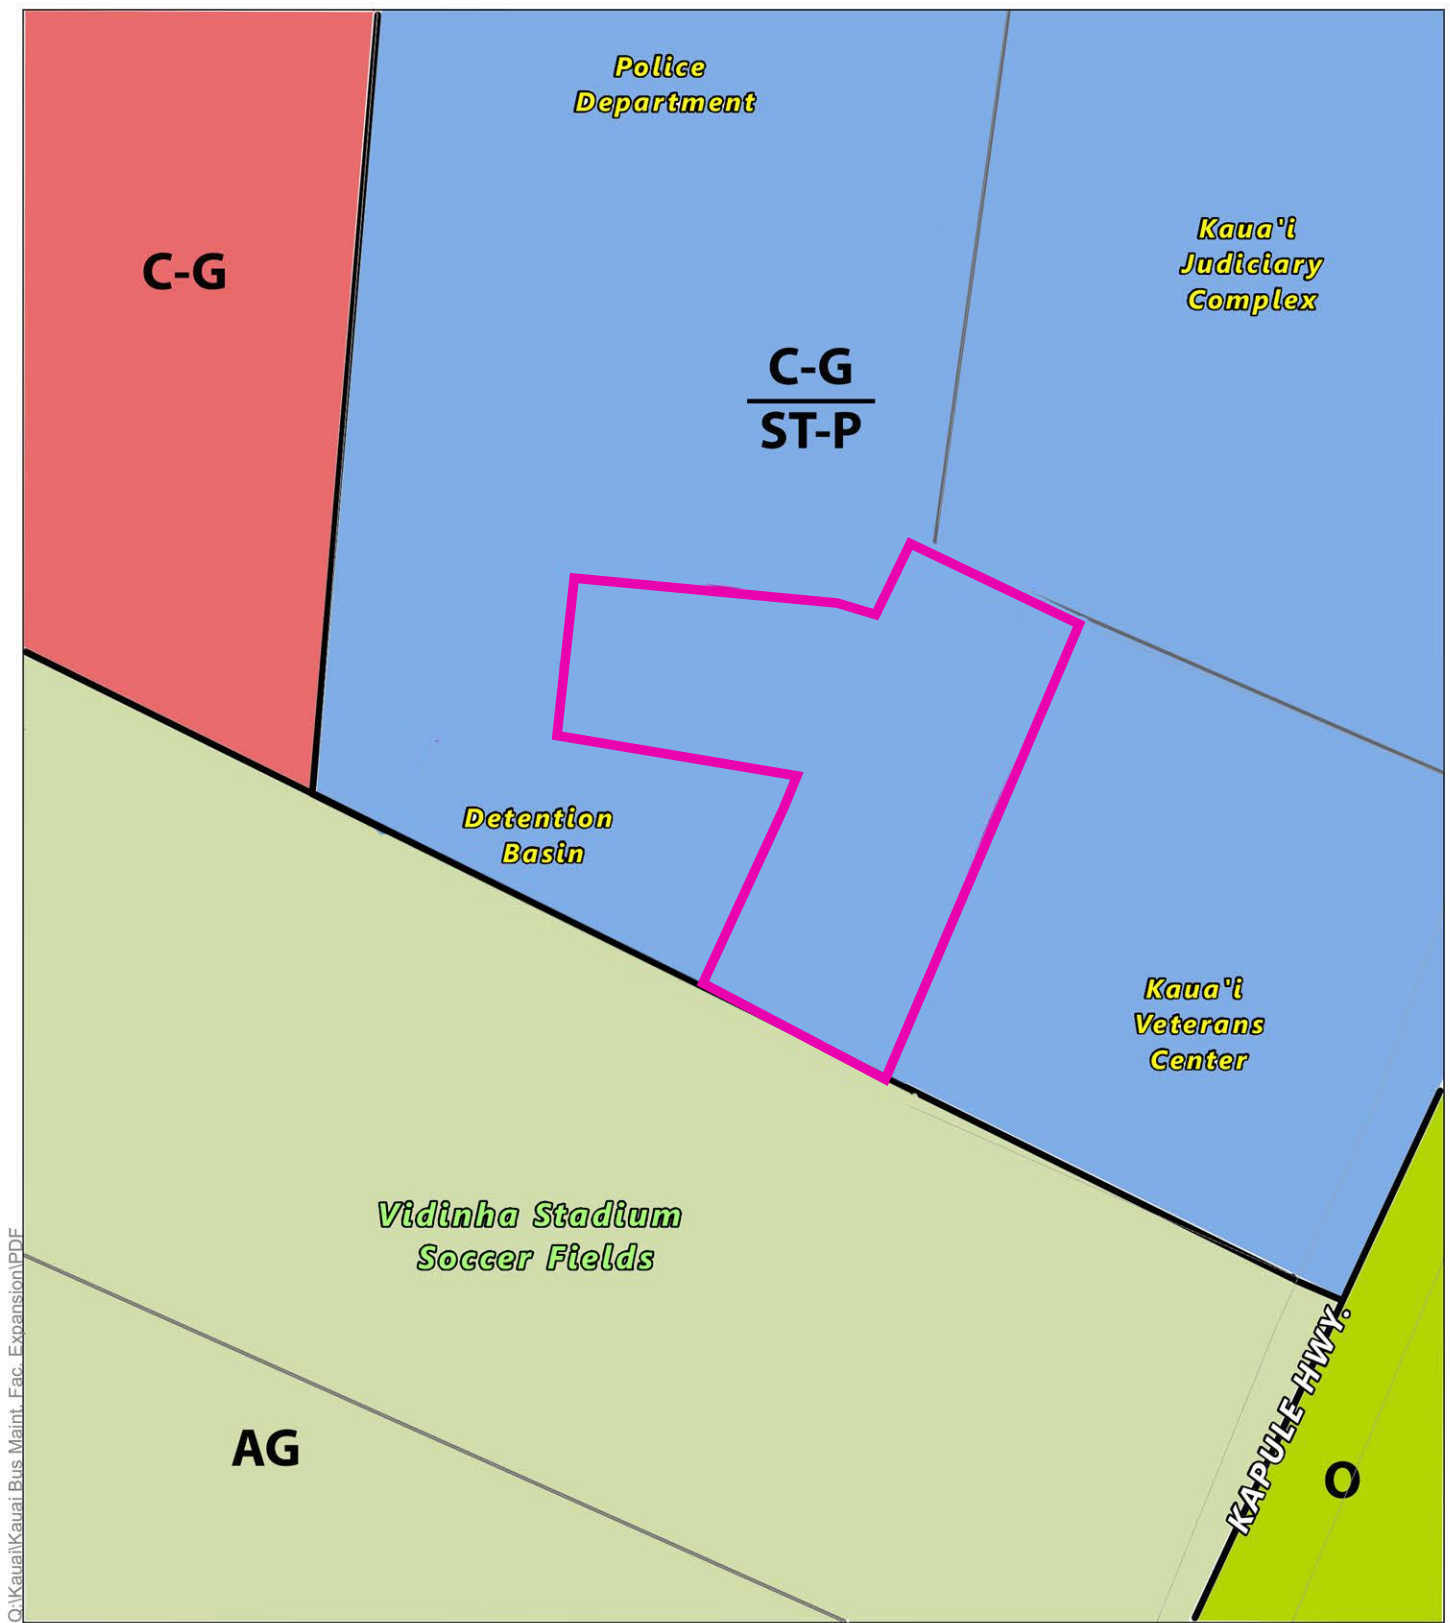 Police
Department
Kaua'i
Judiciary
Complex
C-G
C-G
ST-P
Detention
Basin
Kaua'i
Veterans
Center
Vidinha Stadium
Soccer Fields
KAPULE HWY.
AG
O
Q:\Kauai\Kauai Bus Maint. Fac. Expansion\PDF